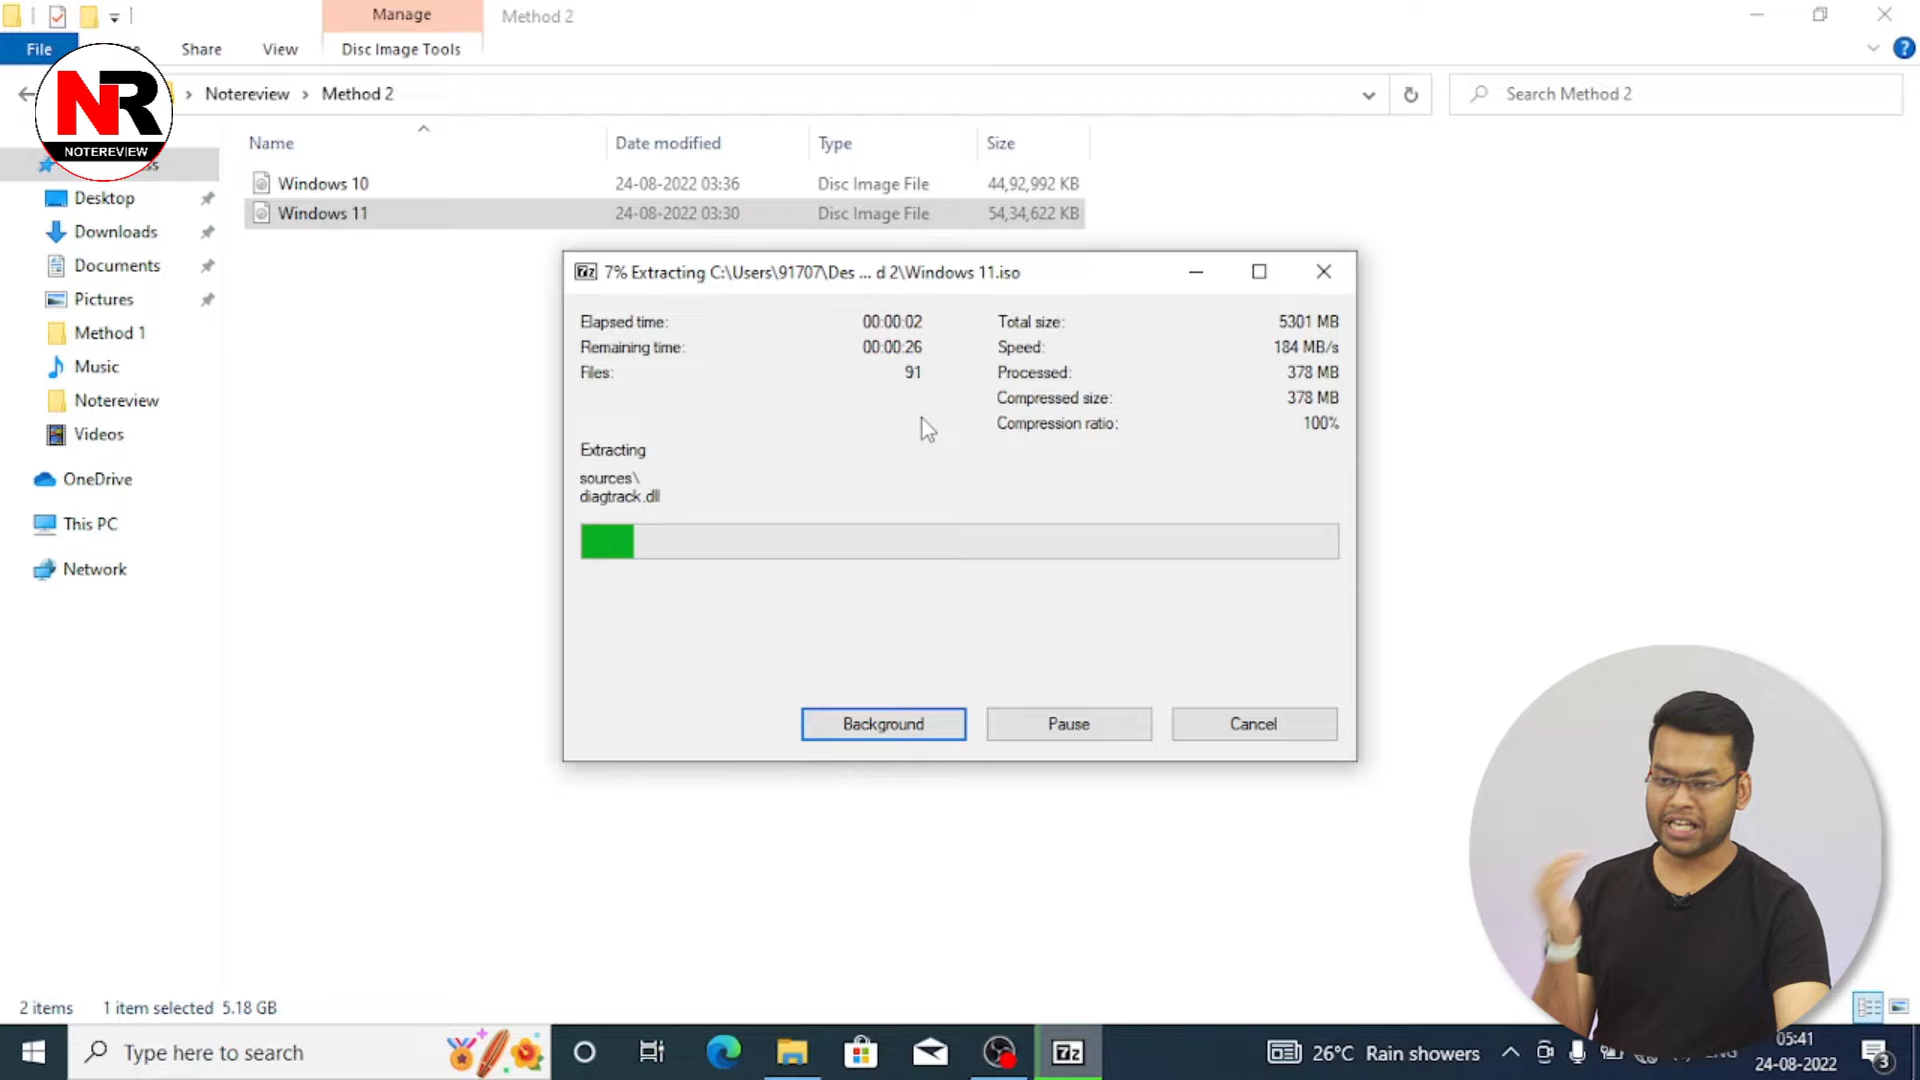 Manage
Method 2
File
Share
View
Disc Image Tools
NR
NOTEREVIEW
› Notereview › Method 2
Search Method 2
Name
Date modified
Type
Size
Windows 10
24-08-2022 03:36
Disc Image File
44,92,992 KB
Windows 11
24-08-2022 03:30
Disc Image File
54,34,622 KB
Desktop
Downloads
Documents
Pictures
Method 1
Music
Notereview
Videos
OneDrive
This PC
Network
7z 7% Extracting C:\Users\91707\Des ... d 2\Windows 11.iso
Elapsed time: 00:00:02
Total size: 5301 MB
Remaining time: 00:00:26
Speed: 184 MB/s
Files: 91
Processed: 378 MB
Compressed size: 378 MB
Compression ratio: 100%
Extracting
sources\
diagtrack.dll
Background
Pause
Cancel
2 items
1 item selected 5.18 GB
Type here to search
7z
26°C Rain showers
05:41
24-08-2022
3